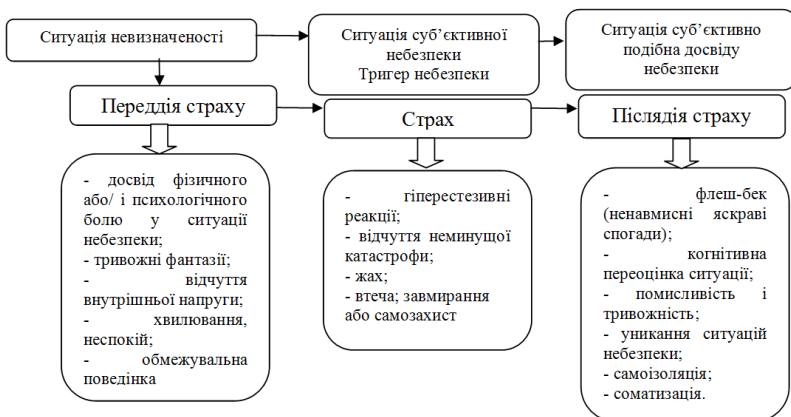 Ситуація невизначеності
Ситуація суб’єктивної
небезпеки
Тригер небезпеки
Ситуація суб’єктивно
подібна досвіду
небезпеки
Переддія страху
Страх
Післядія страху
- досвід фізичного
або/ і психологічного
болю у ситуації
небезпеки;
- тривожні фантазії;
- відчуття
внутрішньої напруги;
- хвилювання,
неспокій;
- обмежувальна
поведінка
- гіперестезивні
реакції;
- відчуття неминущої
катастрофи;
- жах;
- втеча; завмирання
або самозахист
- флеш-бек
(ненавмисні яскраві
спогади);
- когнітивна
переоцінка ситуації;
- помисливість і
тривожність;
- уникання ситуацій
небезпеки;
- самоізоляція;
- соматизація.